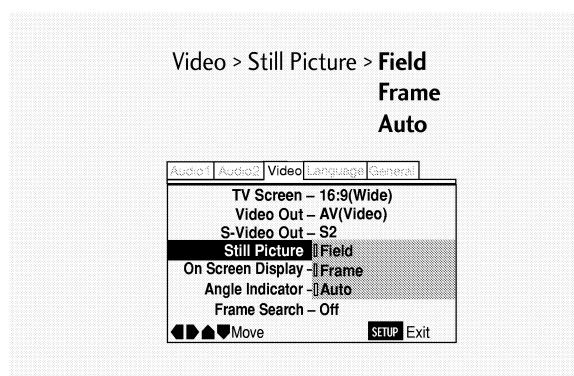 Video > Still Picture > Field
Frame
Auto
Audio1 Audio2 Video Language General
TV Screen – 16:9(Wide)
Video Out – AV(Video)
S-Video Out – S2
Still Picture Field
On Screen Display - Frame
Angle Indicator - Auto
Frame Search – Off
Move SETUP Exit